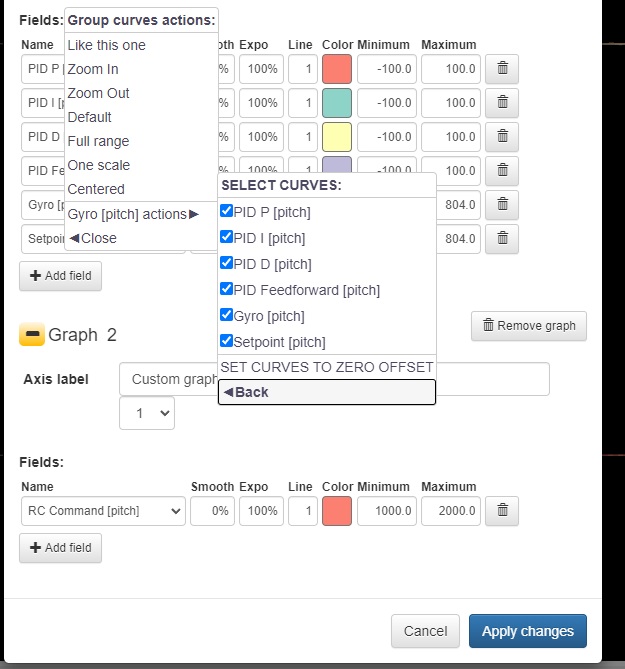 Fields: Group curves actions:
Name Like this one oth Expo Line Color Minimum Maximum
PID P Zoom In % 100% 1 -100.0 100.0
Zoom Out
PID I [p % 100% 1 -100.0 100.0
Default
PID D Full range % 100% 1 -100.0 100.0
One scale
PID Fe % 100% 1 -100.0 100.0
Centered SELECT CURVES:
Gyro [p 804.0
Gyro [pitch] actions▶ PID P [pitch]
Setpoi ◀Close PID I [pitch] 804.0
PID D [pitch]
+ Add field
PID Feedforward [pitch]
Gyro [pitch]
Graph 2 Remove graph
Setpoint [pitch]
SET CURVES TO ZERO OFFSET
Axis label Custom graph
◀Back
1
Fields:
Name Smooth Expo Line Color Minimum Maximum
RC Command [pitch] 0% 100% 1 1000.0 2000.0
+ Add field
Cancel Apply changes